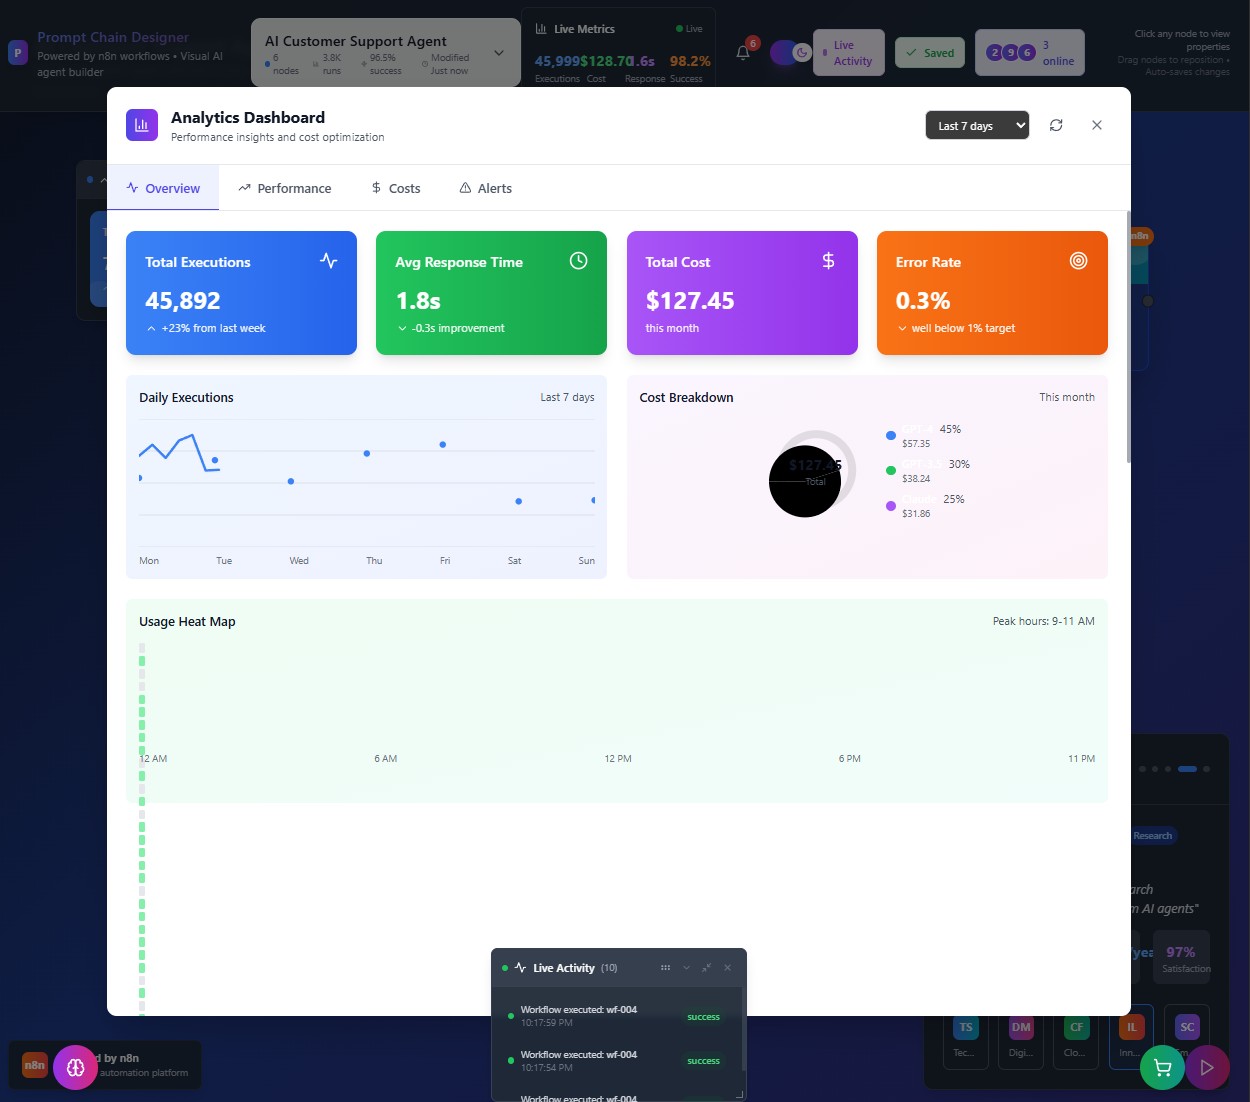 P
Prompt Chain Designer
Powered by n8n workflows • Visual AI
agent builder
AI Customer Support Agent
6 nodes
3.8K runs
96.5% success
Modified Just now
Live Metrics
Live
45,999 $128.70 1.6s 98.2%
Executions Cost Response Success
6
Live Activity
Saved
2 9 6
3 online
Click any node to view
properties
Drag nodes to reposition •
Auto-saves changes
Analytics Dashboard
Performance insights and cost optimization
Last 7 days
Overview Performance Costs Alerts
Total Executions
45,892
+23% from last week
Avg Response Time
1.8s
-0.3s improvement
Total Cost
$127.45
this month
Error Rate
0.3%
well below 1% target
n8n
Daily Executions
Last 7 days
Mon Tue Wed Thu Fri Sat Sun
Cost Breakdown
This month
$127.45
Total
GPT-4 45%
$57.35
30%
$38.24
Claude 25%
$31.86
Usage Heat Map
Peak hours: 9-11 AM
12 AM 6 AM 12 PM 6 PM 11 PM
Research
AI agents"
97%
Satisfaction
Live Activity (10)
Workflow executed: wf-004
10:17:59 PM
success
Workflow executed: wf-004
10:17:54 PM
success
Workflow executed: wf-004
TS DM CF IL SC
Tec... Digi... Clo... Inn...
n8n
d by n8n
automation platform